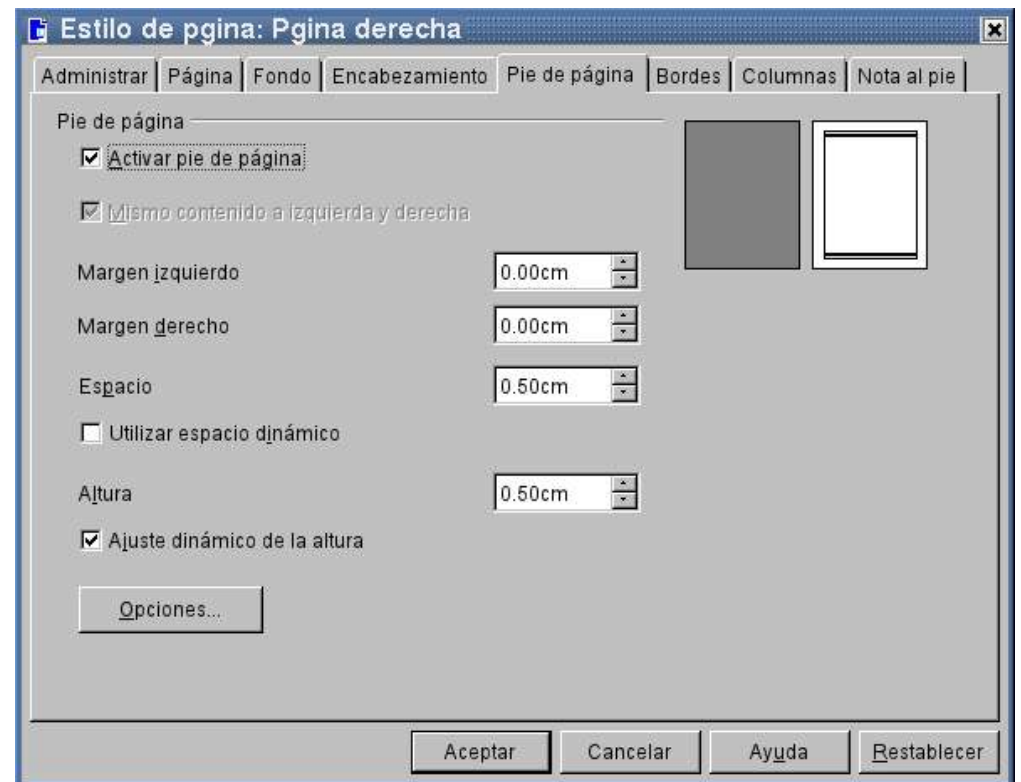 Estilo de pgina: Pgina derecha
Administrar Página Fondo Encabezamiento Pie de página Bordes Columnas Nota al pie
Pie de página
Activar pie de página
Mismo contenido a izquierda y derecha
Margen izquierdo 0.00cm
Margen derecho 0.00cm
Espacio 0.50cm
Utilizar espacio dinámico
Altura 0.50cm
Ajuste dinámico de la altura
Opciones...
Aceptar Cancelar Ayuda Restablecer